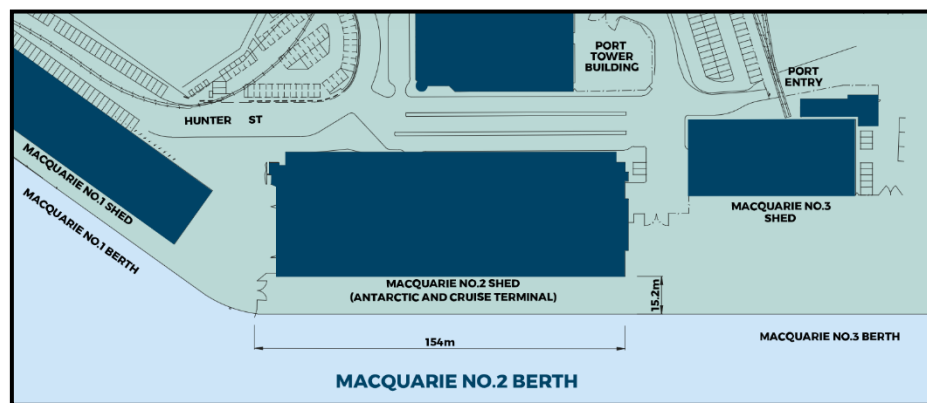 PORT
TOWER
BUILDING
PORT
ENTRY
HUNTER ST
MACQUARIE NO.1 SHED
MACQUARIE NO.1 BERTH
MACQUARIE NO.3
SHED
MACQUARIE NO.2 SHED
(ANTARCTIC AND CRUISE TERMINAL)
15.2m
154m
MACQUARIE NO.3 BERTH
MACQUARIE NO.2 BERTH